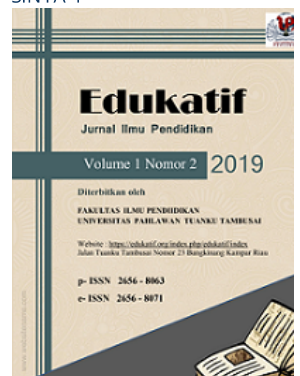 Edukatif
Jurnal Ilmu Pendidikan
Volume 1 Nomor 2 2019
Diterbitkan oleh
FAKULTAS ILMU PENDIDIKAN
UNIVERSITAS PAHLAWAN TUANKU TAMBUSAI
Website : https://edukatif.org/index.php/edukatif/index
Jalan Tuanku Tambusai Nomor 23 Bangkinang Kampar Riau
p- ISSN 2656 - 8063
e- ISSN 2656 - 8071